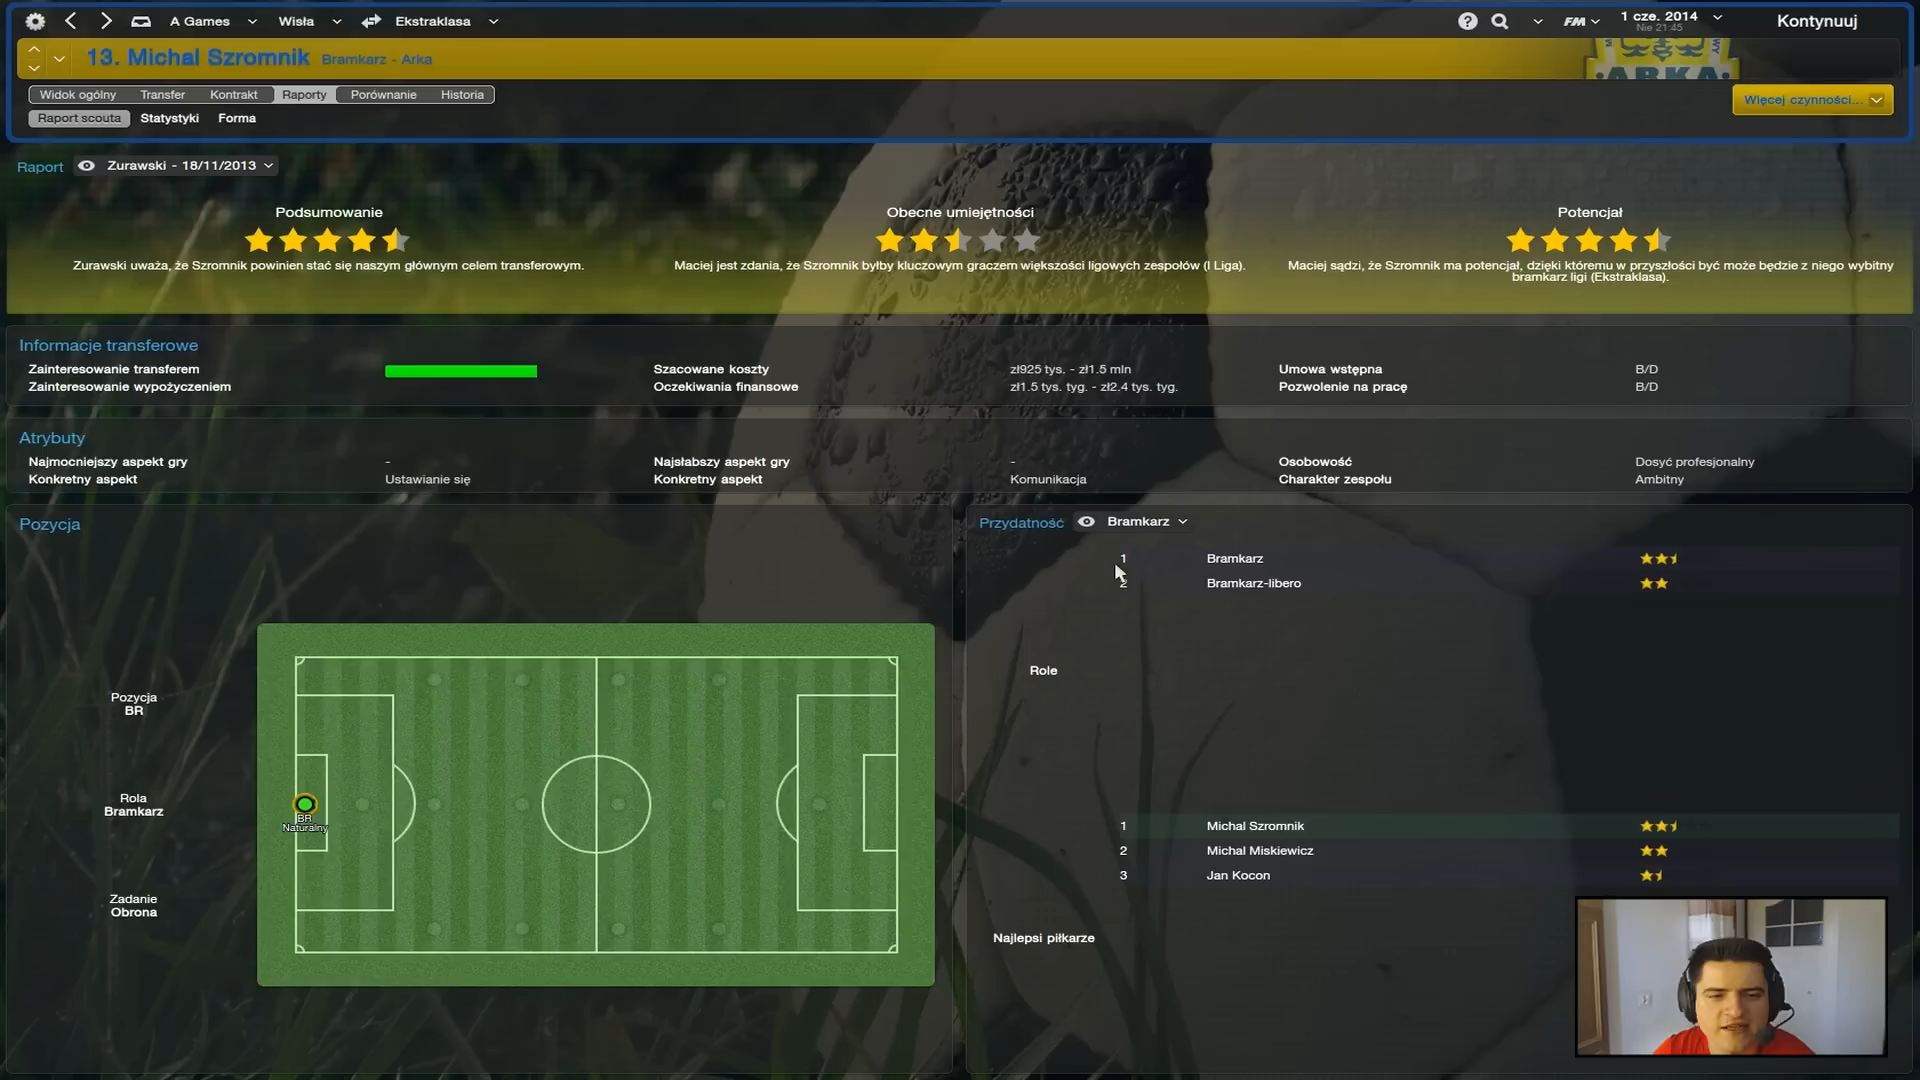 A Games Wisła Ekstraklasa FM 1 cze. 2014 Kontynuuj
Nie 21:45
13. Michal Szromnik Bramkarz - Arka
ARKA
Widok ogólny Transfer Kontrakt Raporty Porównanie Historia
Więcej czynności...
Raport scouta Statystyki Forma
Raport Zurawski - 18/11/2013
Podsumowanie Obecne umiejętności Potencjał
Zurawski uważa, że Szromnik powinien stać się naszym głównym celem transferowym. Maciej jest zdania, że Szromnik byłby kluczowym graczem większości ligowych zespołów (I Liga). Maciej sądzi, że Szromnik ma potencjał, dzięki któremu w przyszłości być może będzie z niego wybitny
bramkarz ligi (Ekstraklasa).
Informacje transferowe
Zainteresowanie transferem Szacowane koszty zł925 tys. - zł1.5 mln Umowa wstępna B/D
Zainteresowanie wypożyczeniem Oczekiwania finansowe zł1.5 tys. tyg. - zł2.4 tys. tyg. Pozwolenie na pracę B/D
Atrybuty
Najmocniejszy aspekt gry - Najsłabszy aspekt gry - Osobowość Dosyć profesjonalny
Konkretny aspekt Ustawianie się Konkretny aspekt Komunikacja Charakter zespołu Ambitny
Pozycja
Pozycja
BR
Rola
Bramkarz
Zadanie
Obrona
BR
Naturalny
Przydatność Bramkarz
1 Bramkarz
2 Bramkarz-libero
Role
1 Michal Szromnik
2 Michal Miskiewicz
3 Jan Kocon
Najlepsi piłkarze